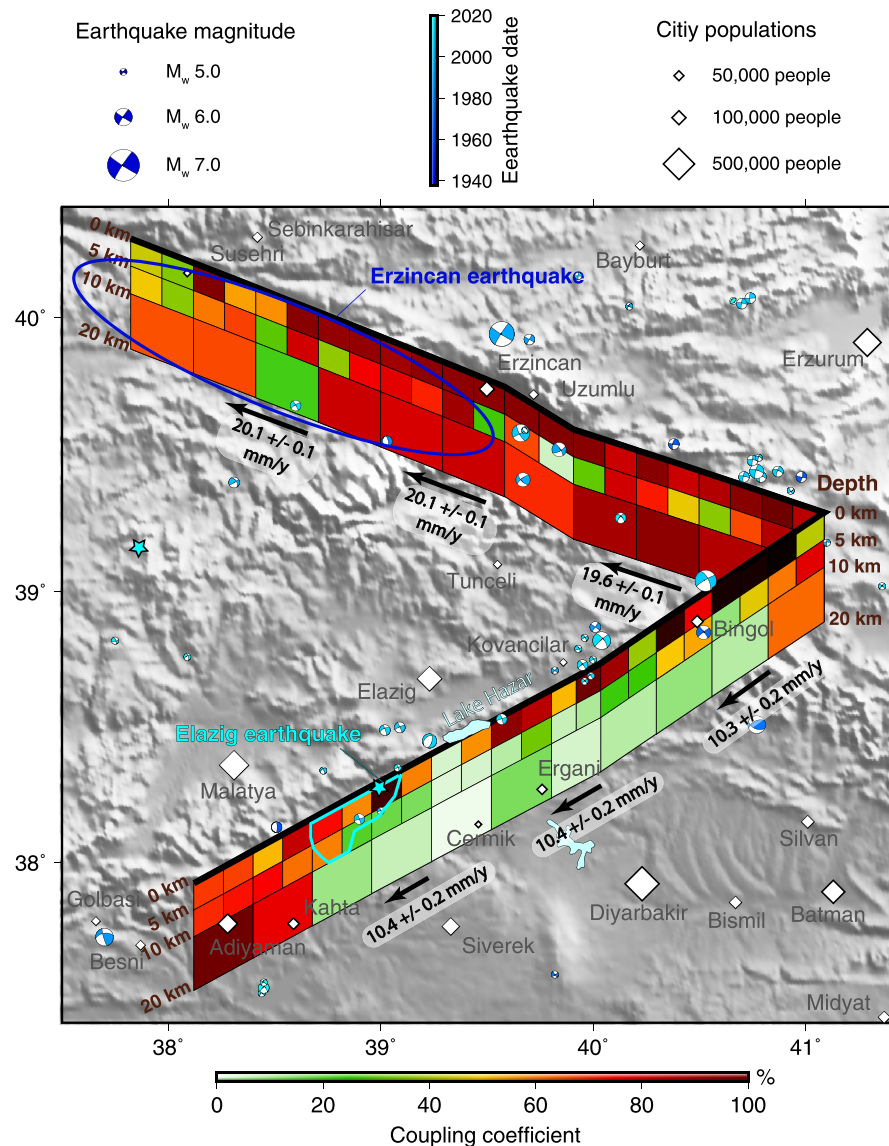 Earthquake magnitude
Mw 5.0
Mw 6.0
Mw 7.0
2020
2000
1980
1960
1940
Eearthquake date
Citiy populations
50,000 people
100,000 people
500,000 people
0 km
5 km
10 km
20 km
Sebinkarahisar
Susehri
Erzincan earthquake
Bayburt
40°
Erzincan
Erzurum
Uzumlu
20.1 +/- 0.1
mm/y
20.1 +/- 0.1
mm/y
19.6 +/- 0.1
mm/y
Depth
0 km
5 km
10 km
20 km
39°
Tunceli
Bingol
Kovancilar
Elazig
Lake Hazar
10.3 +/- 0.2 mm/y
Elazig earthquake
Malatya
Ergani
10.4 +/- 0.2 mm/y
Cermik
Silvan
38°
0 km
5 km
10 km
20 km
Golbasi
Besni
Adiyaman
Kahta
10.4 +/- 0.2 mm/y
Siverek
Diyarbakir
Bismil
Batman
Midyat
38°
39°
40°
41°
0
20
40
60
80
100
%
Coupling coefficient